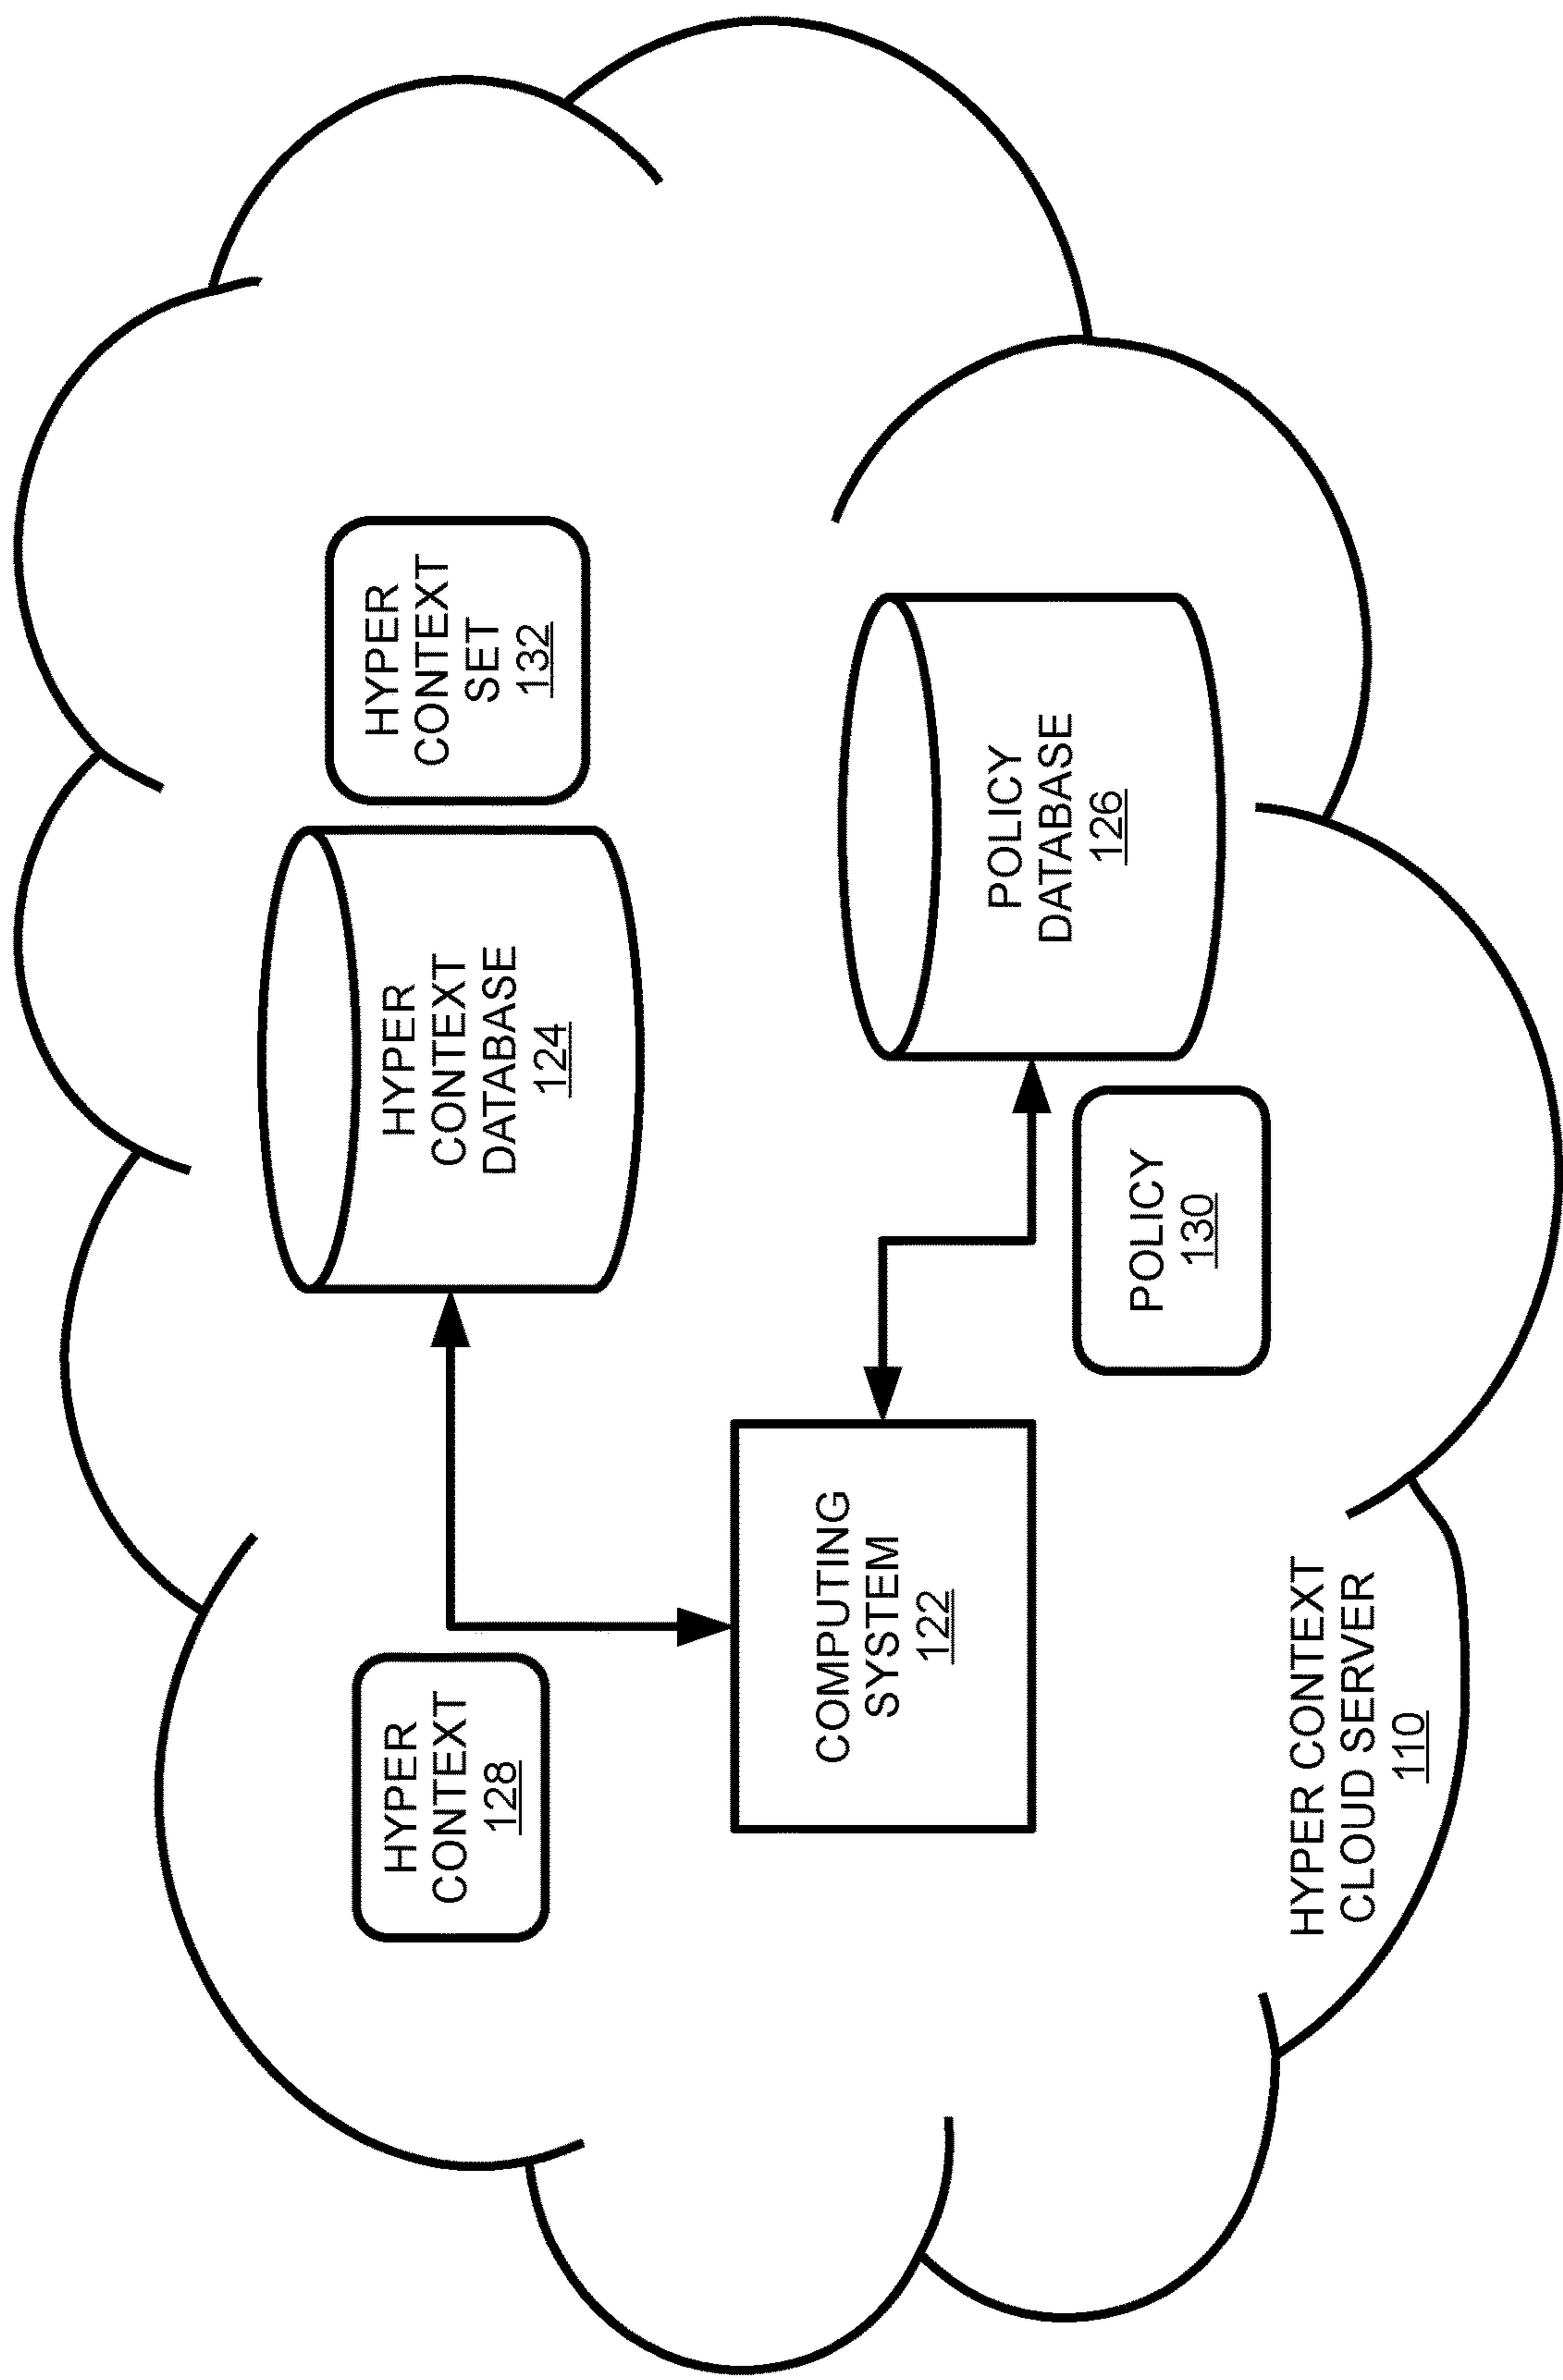 HYPER
CONTEXT
128
HYPER
CONTEXT
DATABASE
124
HYPER
CONTEXT
SET
132
COMPUTING
SYSTEM
122
POLICY
130
POLICY
DATABASE
126
HYPER CONTEXT
CLOUD SERVER
110